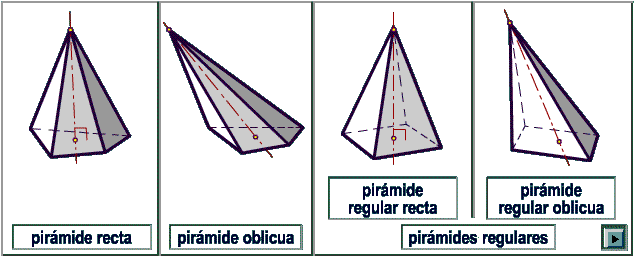 pirámide recta
pirámide oblicua
pirámide
regular recta
pirámide
regular oblicua
pirámides regulares